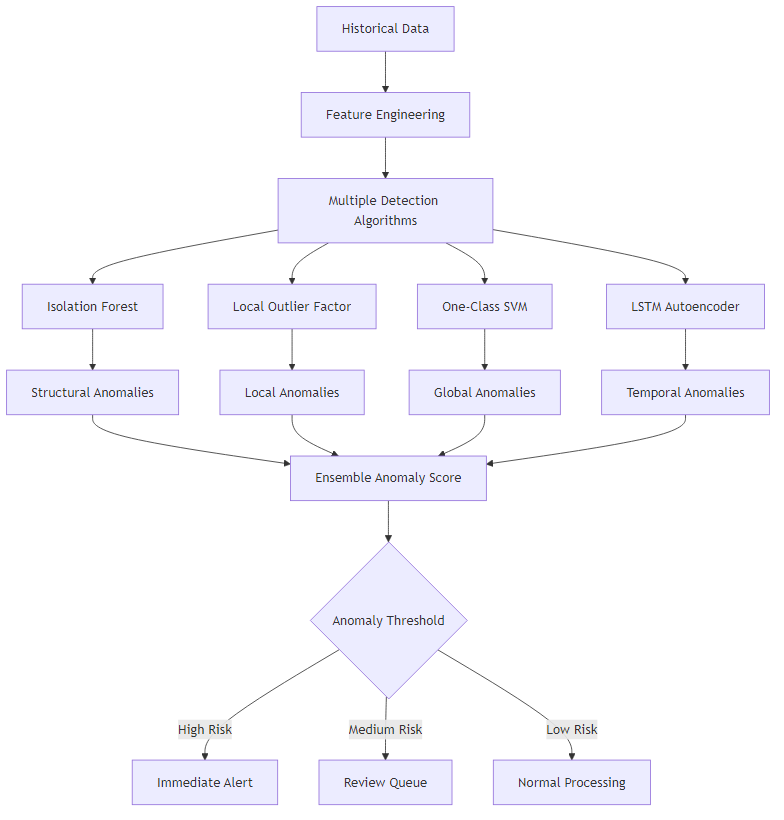 Historical Data
Feature Engineering
Multiple Detection
Algorithms
Isolation Forest
Local Outlier Factor
One-Class SVM
LSTM Autoencoder
Structural Anomalies
Local Anomalies
Global Anomalies
Temporal Anomalies
Ensemble Anomaly Score
Anomaly Threshold
High Risk
Medium Risk
Low Risk
Immediate Alert
Review Queue
Normal Processing